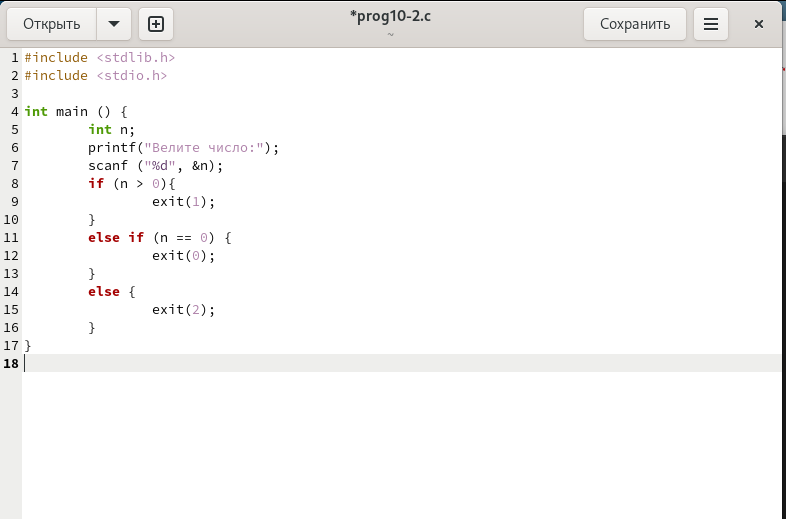 Открыть
*prog10-2.c
~
Сохранить
1 #include <stdlib.h>
2 #include <stdio.h>
3
4 int main () {
5 int n;
6 printf("Велите число:");
7 scanf ("%d", &n);
8 if (n > 0){
9 exit(1);
10 }
11 else if (n == 0) {
12 exit(0);
13 }
14 else {
15 exit(2);
16 }
17 }
18